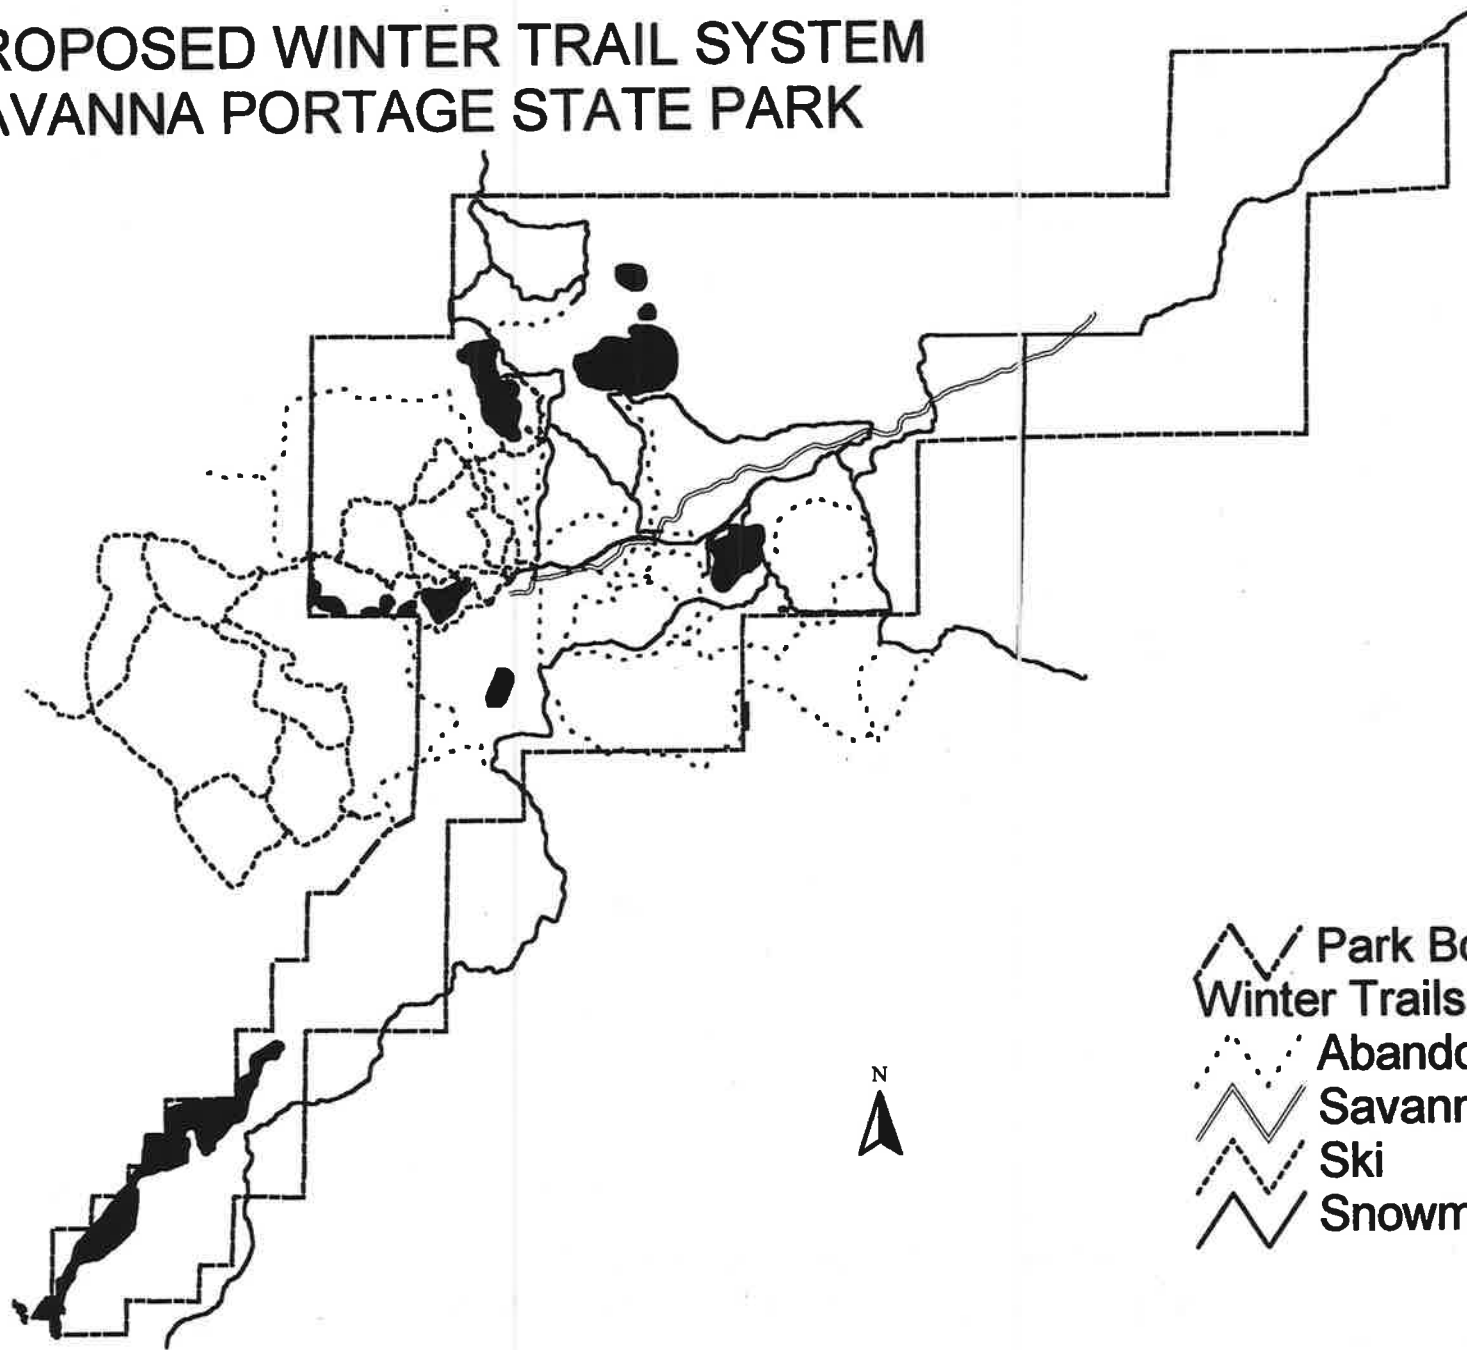 ROPOSED WINTER TRAIL SYSTEM
AVANNA PORTAGE STATE PARK
N
Park Bo
Winter Trails
Abando
Savann
Ski
Snowm